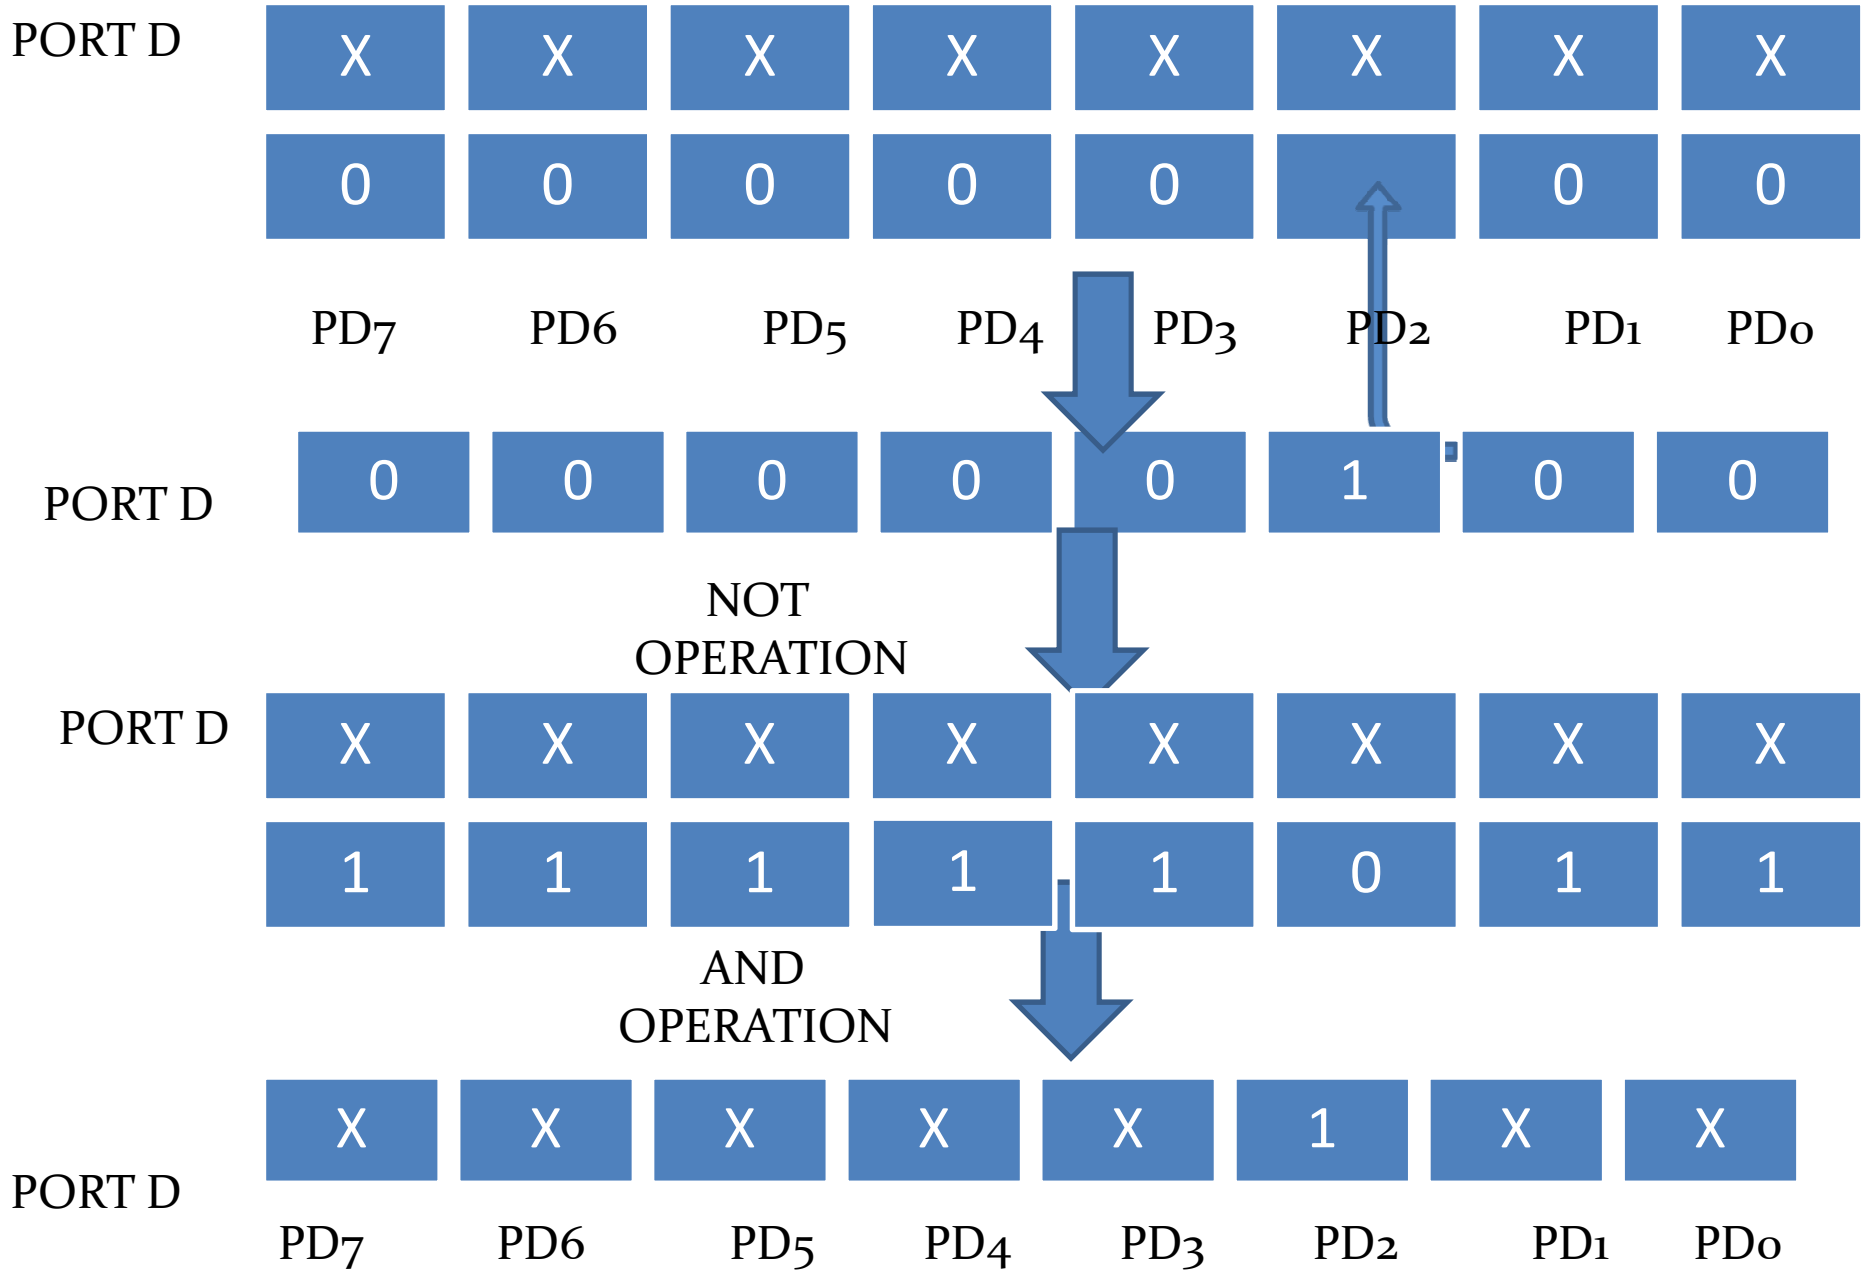 PORT D X X X X X X X X
0 0 0 0 0 0 0
PD7 PD6 PD5 PD4 PD3 PD2 PD1 PD0
PORT D 0 0 0 0 0 1 0 0
NOT
OPERATION
PORT D X X X X X X X X
1 1 1 1 1 0 1 1
AND
OPERATION
X X X X X 1 X X
PORT D
PD7 PD6 PD5 PD4 PD3 PD2 PD1 PD0